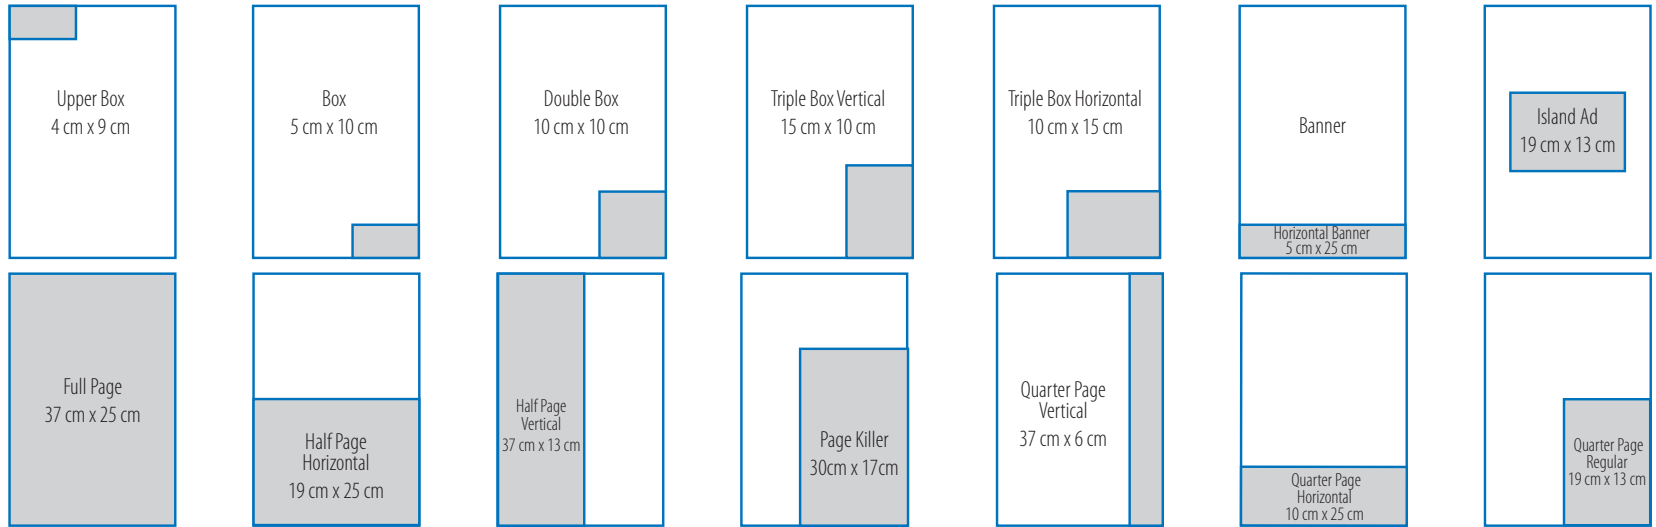 Upper Box
4 cm x 9 cm
Box
5 cm x 10 cm
Double Box
10 cm x 10 cm
Triple Box Vertical
15 cm x 10 cm
Triple Box Horizontal
10 cm x 15 cm
Banner
Horizontal Banner
5 cm x 25 cm
Island Ad
19 cm x 13 cm
Full Page
37 cm x 25 cm
Half Page
Horizontal
19 cm x 25 cm
Half Page
Vertical
37 cm x 13 cm
Page Killer
30cm x 17cm
Quarter Page
Vertical
37 cm x 6 cm
Quarter Page
Horizontal
10 cm x 25 cm
Quarter Page
Regular
19 cm x 13 cm